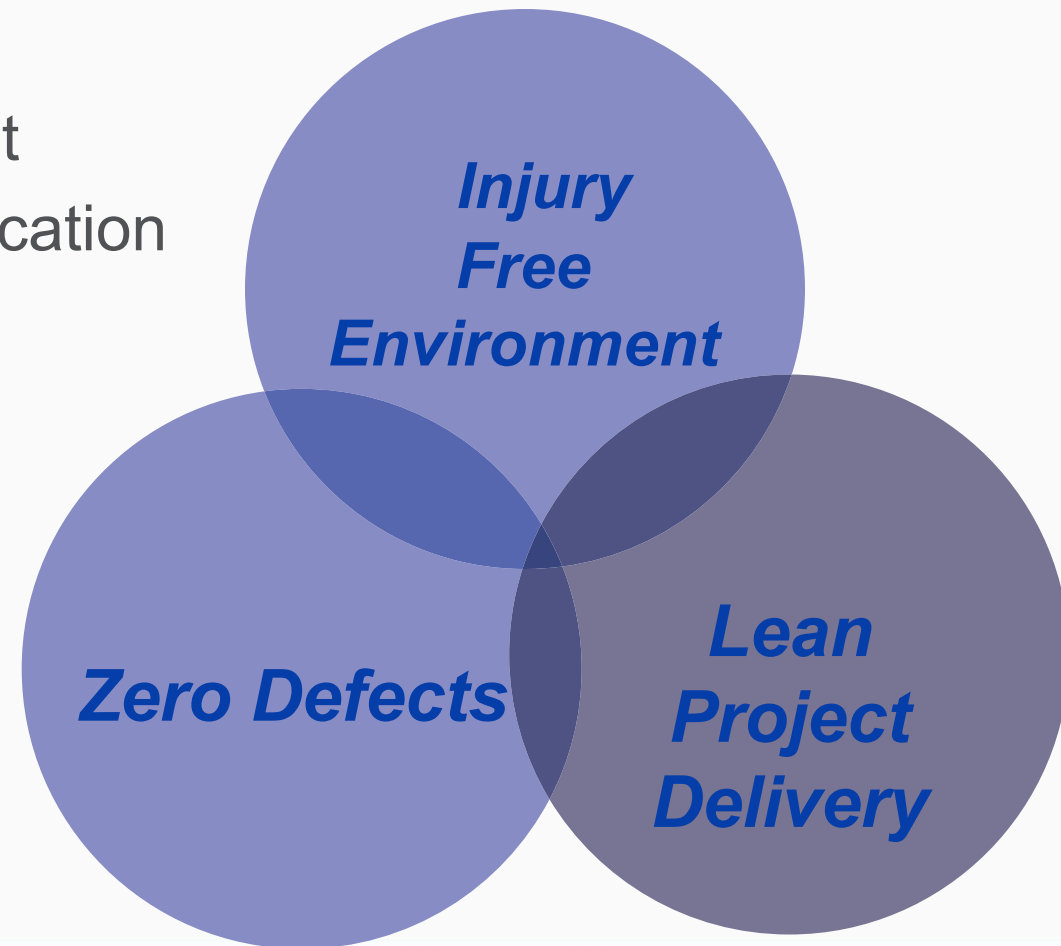 t
cation
Injury
Free
Environment
Zero Defects
Lean
Project
Delivery